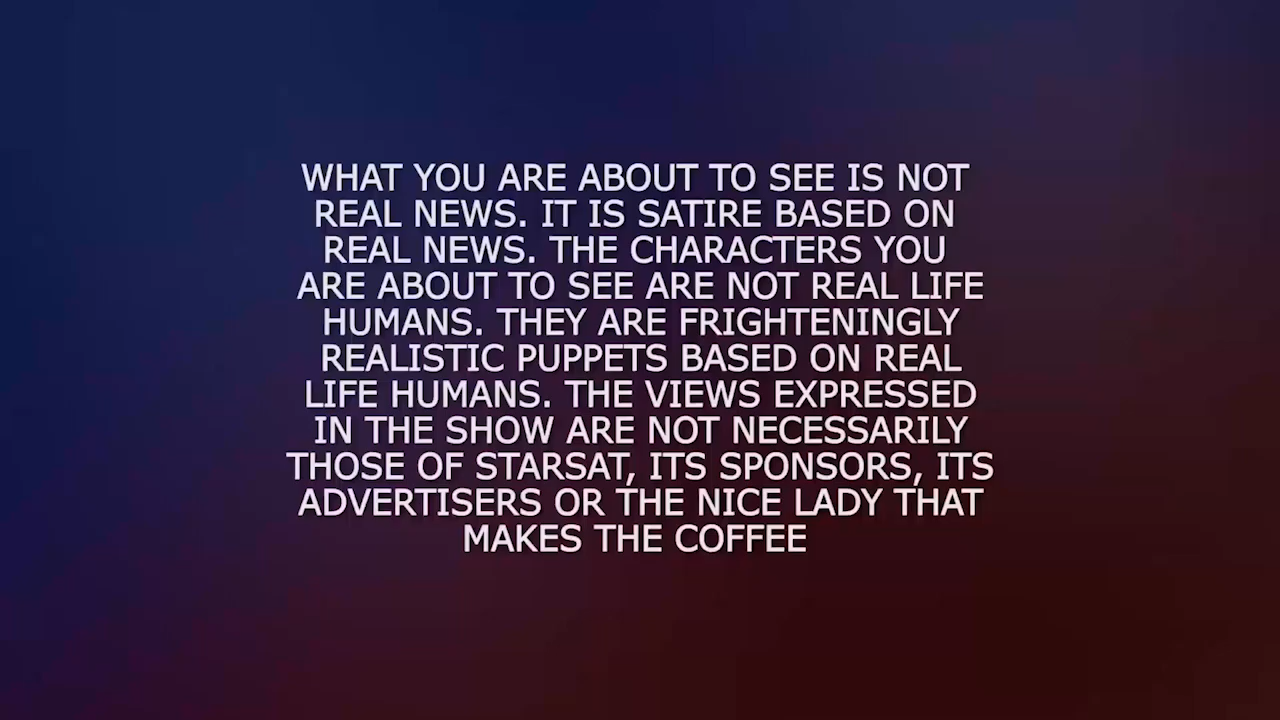 WHAT YOU ARE ABOUT TO SEE IS NOT
REAL NEWS. IT IS SATIRE BASED ON
REAL NEWS. THE CHARACTERS YOU
ARE ABOUT TO SEE ARE NOT REAL LIFE
HUMANS. THEY ARE FRIGHTENINGLY
REALISTIC PUPPETS BASED ON REAL
LIFE HUMANS. THE VIEWS EXPRESSED
IN THE SHOW ARE NOT NECESSARILY
THOSE OF STARSAT, ITS SPONSORS, ITS
ADVERTISERS OR THE NICE LADY THAT
MAKES THE COFFEE